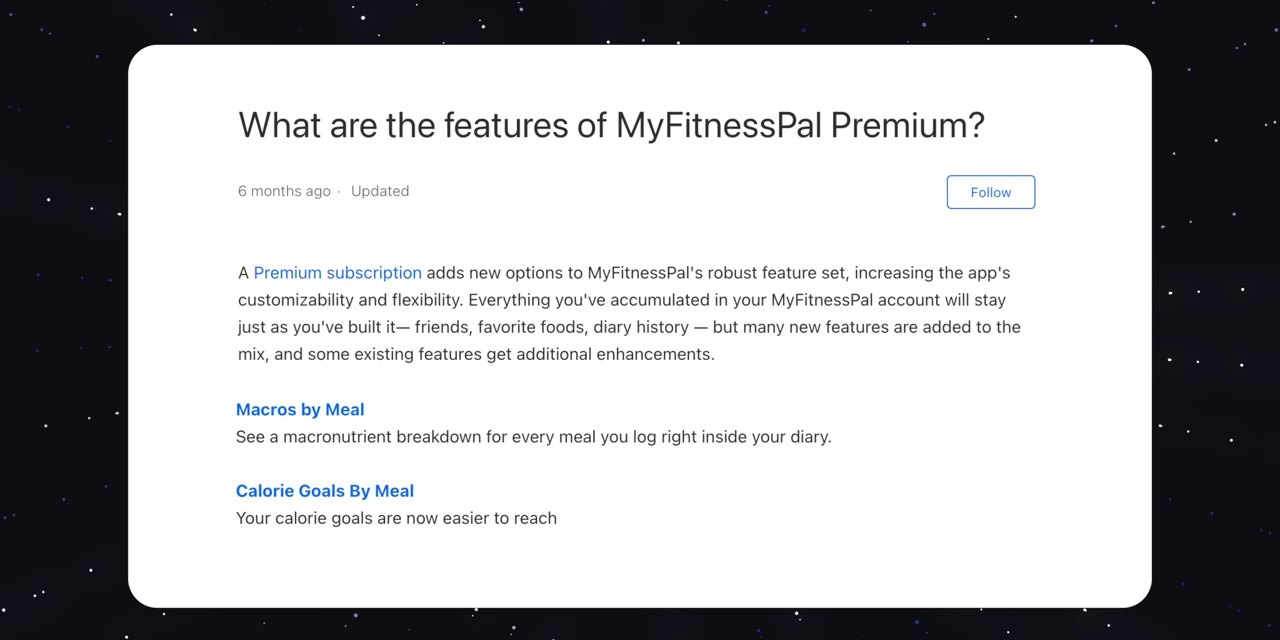 What are the features of MyFitnessPal Premium?
6 months ago · Updated
Follow
A Premium subscription adds new options to MyFitnessPal's robust feature set, increasing the app's
customizability and flexibility. Everything you've accumulated in your MyFitnessPal account will stay
just as you've built it— friends, favorite foods, diary history — but many new features are added to the
mix, and some existing features get additional enhancements.
Macros by Meal
See a macronutrient breakdown for every meal you log right inside your diary.
Calorie Goals By Meal
Your calorie goals are now easier to reach